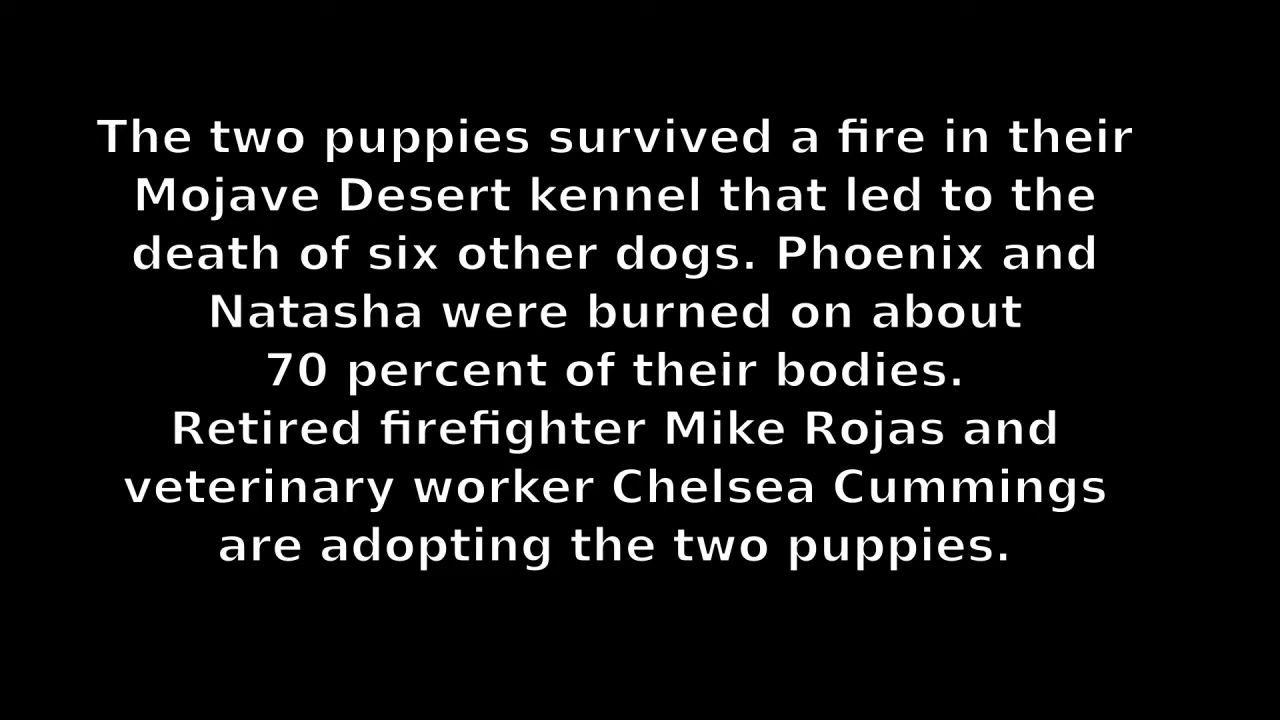 The two puppies survived a fire in their
Mojave Desert kennel that led to the
death of six other dogs. Phoenix and
Natasha were burned on about
70 percent of their bodies.
Retired firefighter Mike Rojas and
veterinary worker Chelsea Cummings
are adopting the two puppies.